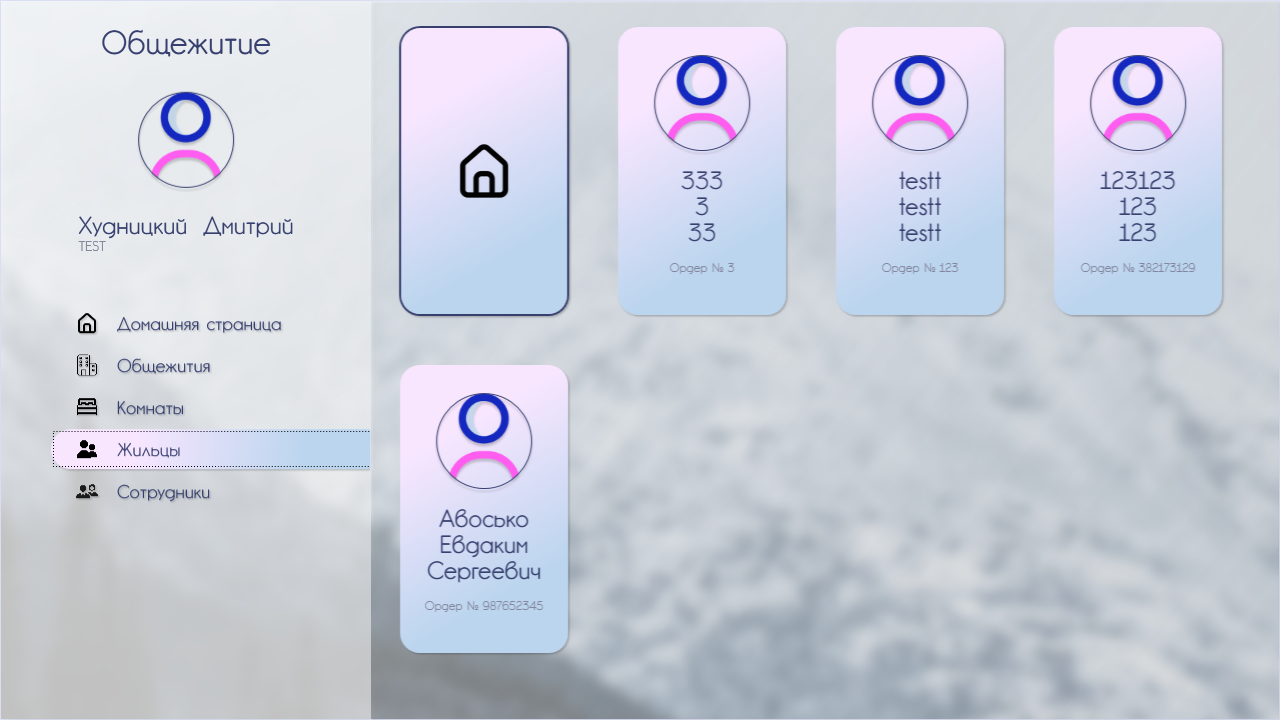 Общежитие
Худницкий Дмитрий
TEST
Домашняя страница
Общежития
Комнаты
Жильцы
Сотрудники
333
3
33
Ордер № 3
testt
testt
testt
Ордер № 123
123123
123
123
Ордер № 382173129
Авосько
Евдаким
Сергеевич
Ордер № 987652345